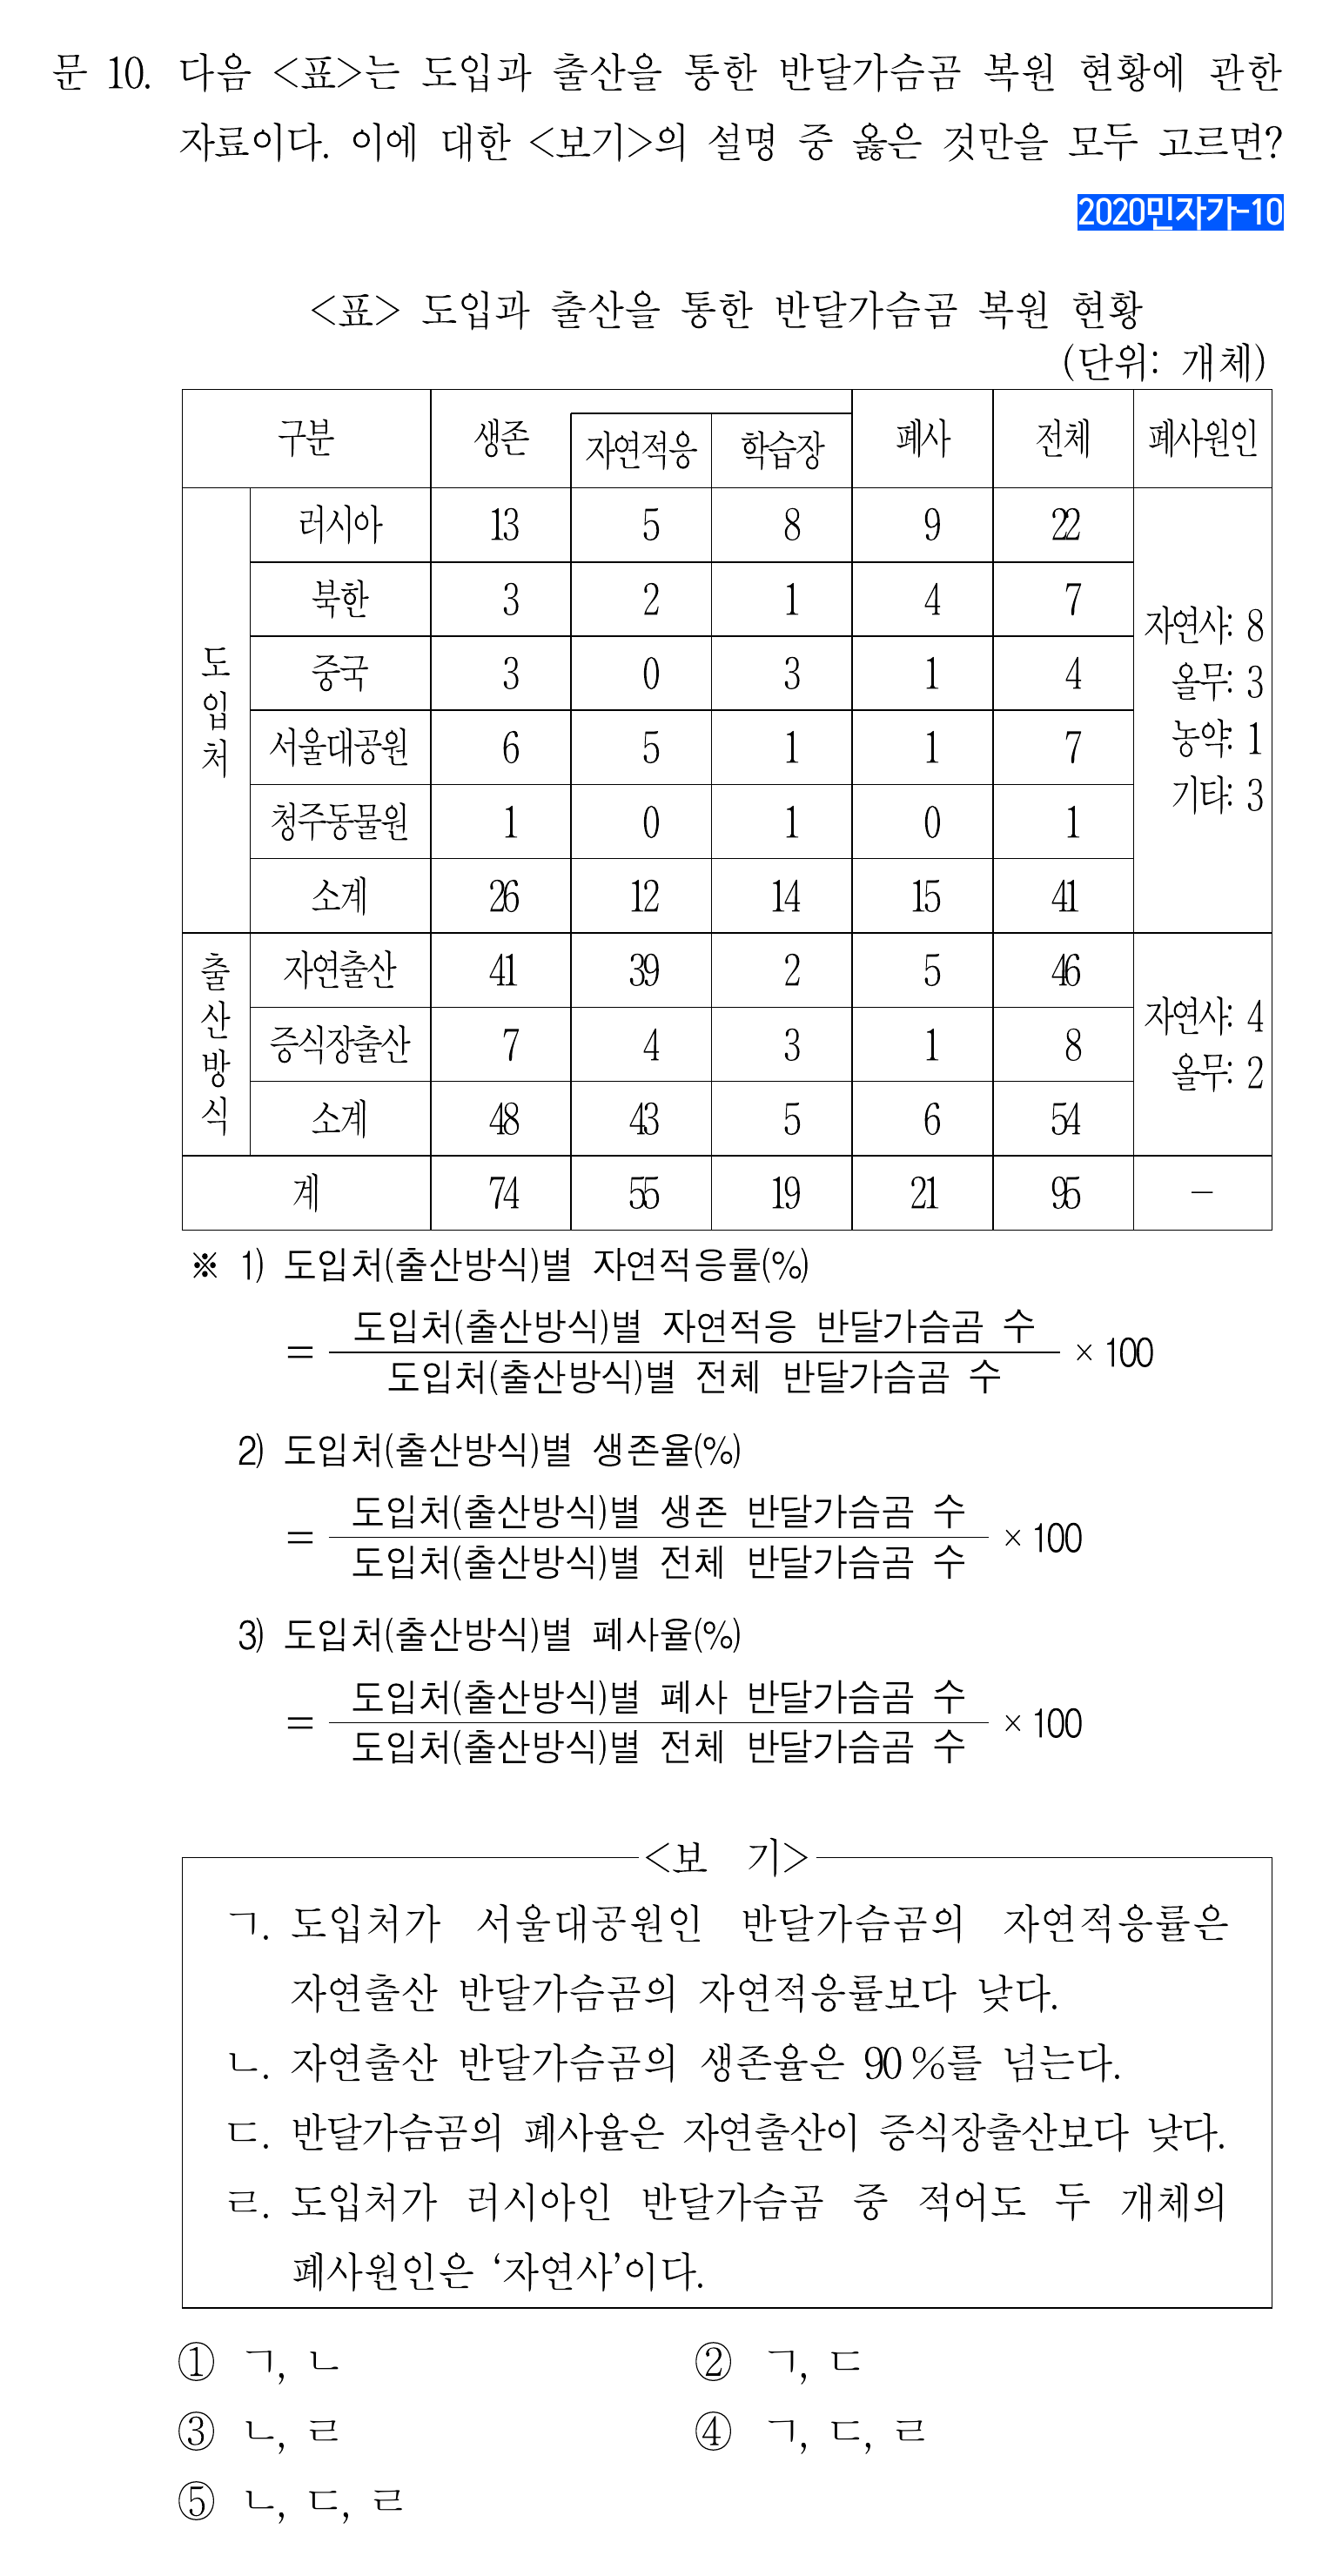 문 10. 다음 <표>는 도입과 출산을 통한 반달가슴곰 복원 현황에 관한
자료이다. 이에 대한 <보기>의 설명 중 옳은 것만을 모두 고르면?
2020민자가-10
<표> 도입과 출산을 통한 반달가슴곰 복원 현황
(단위: 개체)
구분 생존 자연적응 학습장 폐사 전체 폐사원인
도입처
러시아 13 5 8 9 22
북한 3 2 1 4 7
중국 3 0 3 1 4
서울대공원 6 5 1 1 7
청주동물원 1 0 1 0 1
소계 26 12 14 15 41
자연사: 8
올무: 3
농약: 1
기타: 3
출산방식
자연출산 41 39 2 5 46
증식장출산 7 4 3 1 8
소계 48 43 5 6 54
자연사: 4
올무: 2
계 74 55 19 21 95 -
※ 1) 도입처(출산방식)별 자연적응률(%)
= 도입처(출산방식)별 자연적응 반달가슴곰 수
도입처(출산방식)별 전체 반달가슴곰 수 × 100
2) 도입처(출산방식)별 생존율(%)
= 도입처(출산방식)별 생존 반달가슴곰 수
도입처(출산방식)별 전체 반달가슴곰 수 × 100
3) 도입처(출산방식)별 폐사율(%)
= 도입처(출산방식)별 폐사 반달가슴곰 수
도입처(출산방식)별 전체 반달가슴곰 수 × 100
<보 기>
ㄱ. 도입처가 서울대공원인 반달가슴곰의 자연적응률은
자연출산 반달가슴곰의 자연적응률보다 낮다.
ㄴ. 자연출산 반달가슴곰의 생존율은 90 %를 넘는다.
ㄷ. 반달가슴곰의 폐사율은 자연출산이 증식장출산보다 낮다.
ㄹ. 도입처가 러시아인 반달가슴곰 중 적어도 두 개체의
폐사원인은 ‘자연사’이다.
① ㄱ, ㄴ ② ㄱ, ㄷ
③ ㄴ, ㄹ ④ ㄱ, ㄷ, ㄹ
⑤ ㄴ, ㄷ, ㄹ